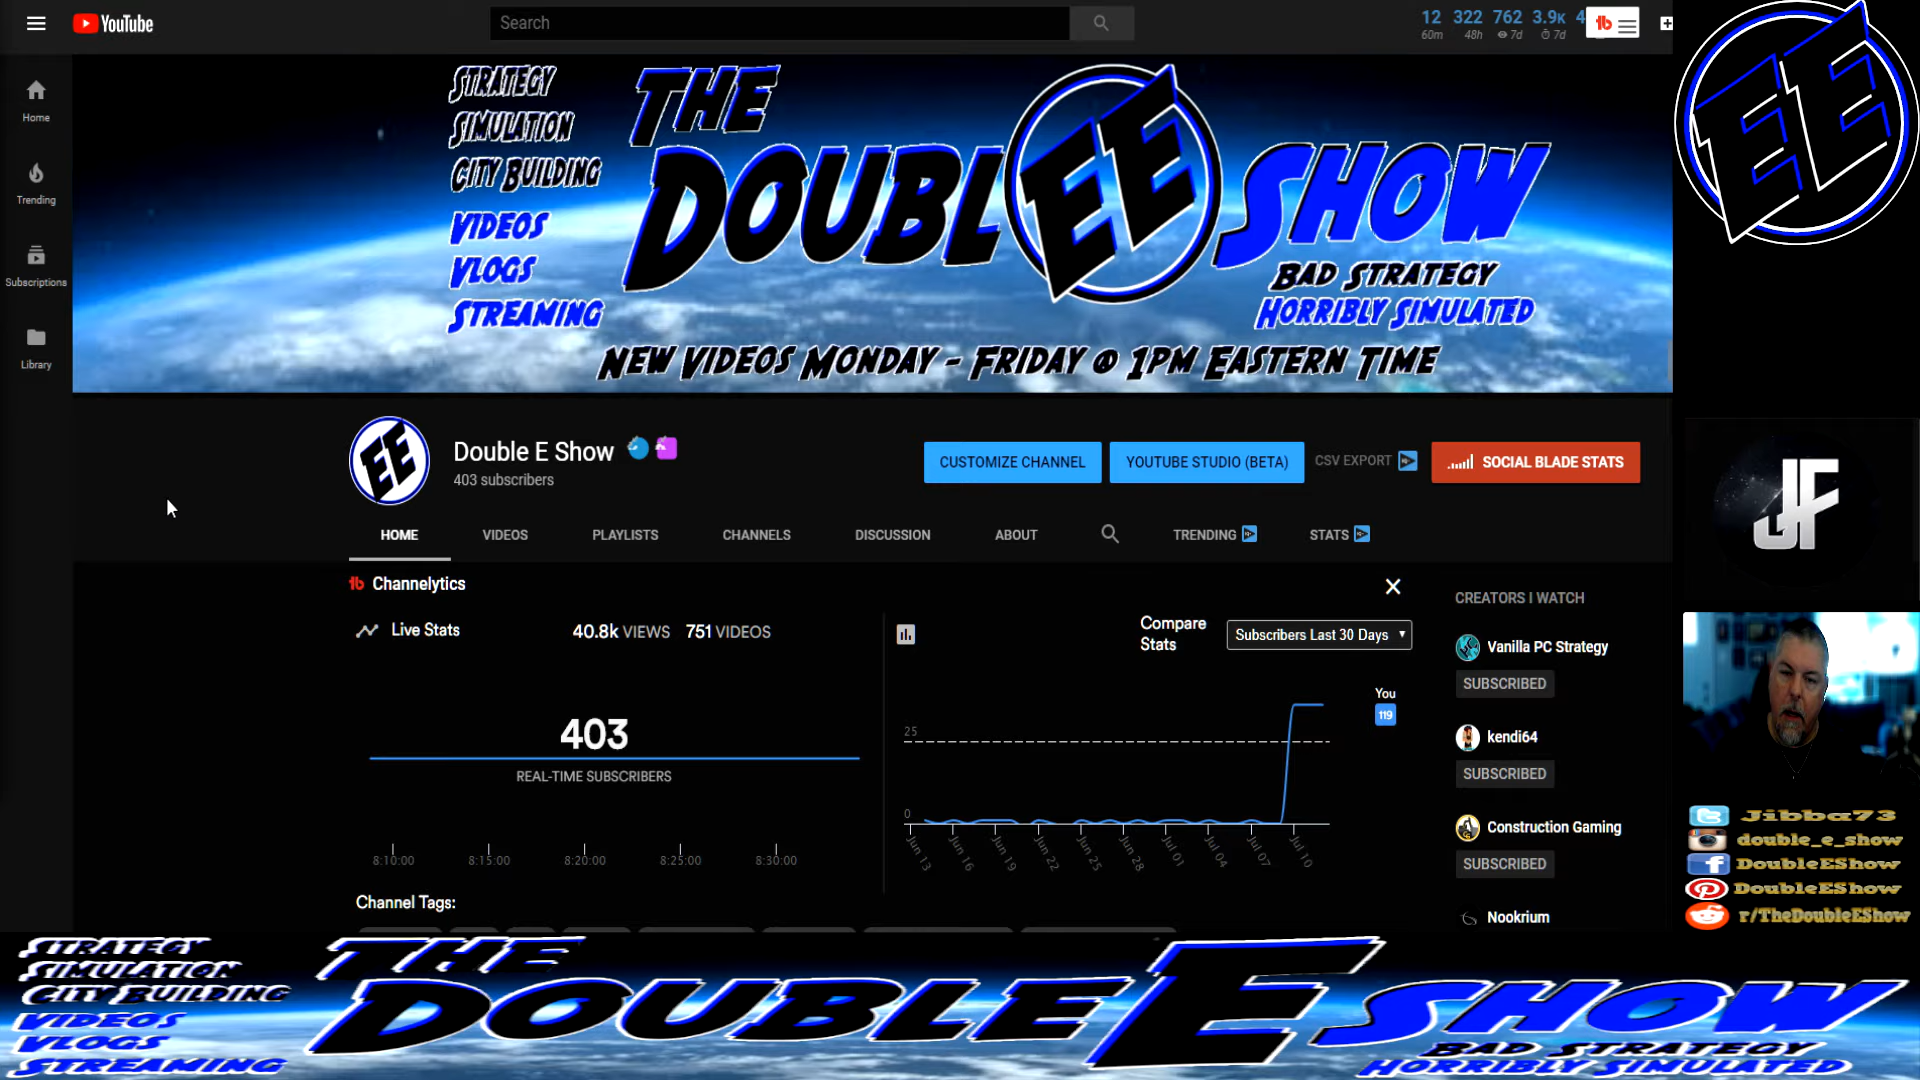 YouTube
Search
12 322 762 3.9K 4
60m 48h 7d 7d
Home
Trending
Subscriptions
Library
STRATEGY
SIMULATION
CITY BUILDING
VIDEOS
VLOGS
STREAMING
THE
DOUBLEE SHOW
BAD STRATEGY
HORRIBLY SIMULATED
NEW VIDEOS MONDAY - FRIDAY @ 1PM EASTERN TIME
EE
EE
Double E Show
403 subscribers
CUSTOMIZE CHANNEL
YOUTUBE STUDIO (BETA)
CSV EXPORT
SOCIAL BLADE STATS
HOME VIDEOS PLAYLISTS CHANNELS DISCUSSION ABOUT TRENDING STATS
tb Channelytics
Live Stats
40.8k VIEWS 751 VIDEOS
403
REAL-TIME SUBSCRIBERS
8:10:00 8:15:00 8:20:00 8:25:00 8:30:00
Compare
Stats
Subscribers Last 30 Days
You
119
25
0
Jun 13 Jun 16 Jun 19 Jun 22 Jun 25 Jun 28 Jul 01 Jul 04 Jul 07 Jul 10
Channel Tags:
CREATORS I WATCH
Vanilla PC Strategy
SUBSCRIBED
kendi64
SUBSCRIBED
Construction Gaming
SUBSCRIBED
Nookrium
JF
Jibba73
double_e_show
DoubleEShow
DoubleEShow
r/TheDoubleEShow
STRATEGY
SIMULATION
CITY BUILDING
VIDEOS
VLOGS
STREAMING
THE
DOUBLEE SHOW
BAD STRATEGY
HORRIBLY SIMULATED